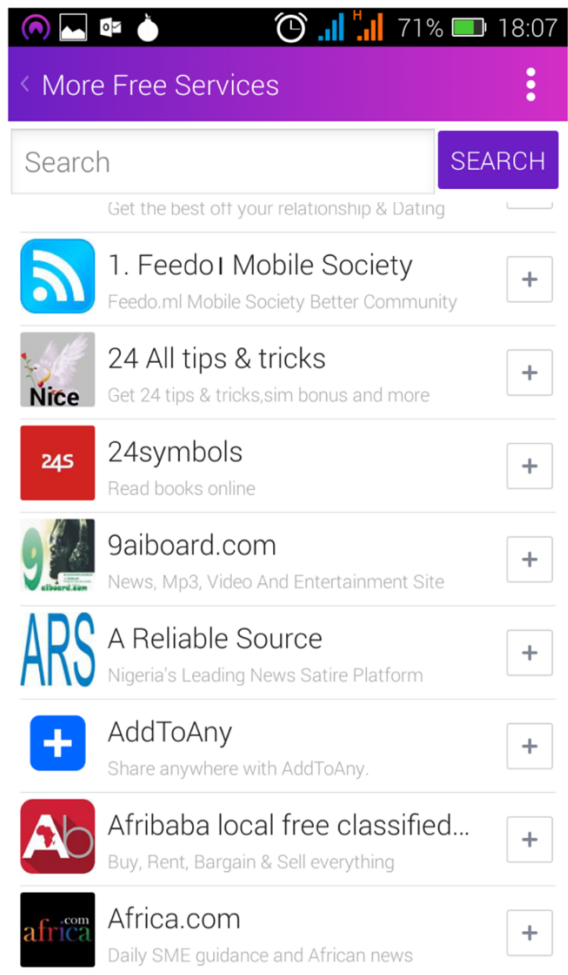 H 71% 18:07
More Free Services
Search SEARCH
Get the best off your relationship & Dating
1. Feedo। Mobile Society
Feedo.ml Mobile Society Better Community
Nice
24 All tips & tricks
Get 24 tips & tricks,sim bonus and more
24S
24symbols
Read books online
9
aiboard.com
9aiboard.com
News, Mp3, Video And Entertainment Site
ARS
A Reliable Source
Nigeria's Leading News Satire Platform
AddToAny
Share anywhere with AddToAny.
Ab
Afribaba local free classified...
Buy, Rent, Bargain & Sell everything
.com
africa
Africa.com
Daily SME guidance and African news